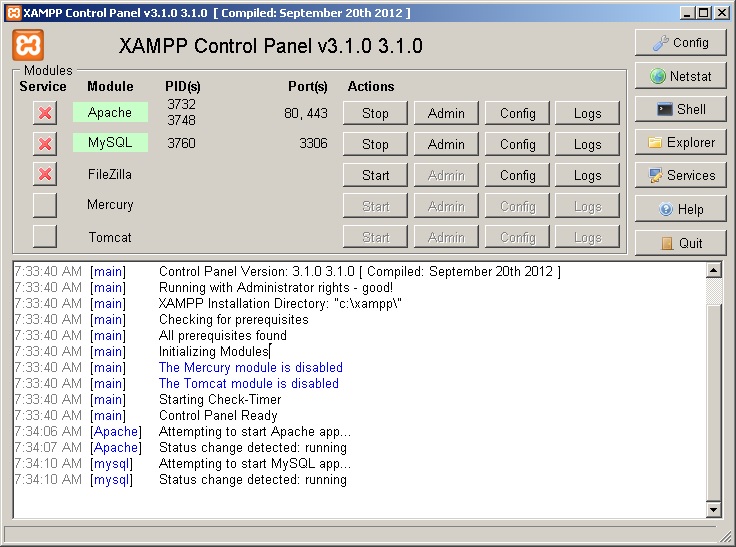 XAMPP Control Panel v3.1.0 3.1.0 [ Compiled: September 20th 2012 ]
XAMPP Control Panel v3.1.0 3.1.0
Config
Modules
Service Module PID(s) Port(s) Actions
Netstat
Apache 3732 3748 80, 443 Stop Admin Config Logs
Shell
MySQL 3760 3306 Stop Admin Config Logs
Explorer
FileZilla Start Admin Config Logs
Services
Mercury Start Admin Config Logs
Help
Tomcat Start Admin Config Logs
Quit
7:33:40 AM [main] Control Panel Version: 3.1.0 3.1.0 [ Compiled: September 20th 2012 ]
7:33:40 AM [main] Running with Administrator rights - good!
7:33:40 AM [main] XAMPP Installation Directory: "c:\xampp\"
7:33:40 AM [main] Checking for prerequisites
7:33:40 AM [main] All prerequisites found
7:33:40 AM [main] Initializing Modules
7:33:40 AM [main] The Mercury module is disabled
7:33:40 AM [main] The Tomcat module is disabled
7:33:40 AM [main] Starting Check-Timer
7:33:40 AM [main] Control Panel Ready
7:34:06 AM [Apache] Attempting to start Apache app...
7:34:07 AM [Apache] Status change detected: running
7:34:10 AM [mysql] Attempting to start MySQL app...
7:34:10 AM [mysql] Status change detected: running